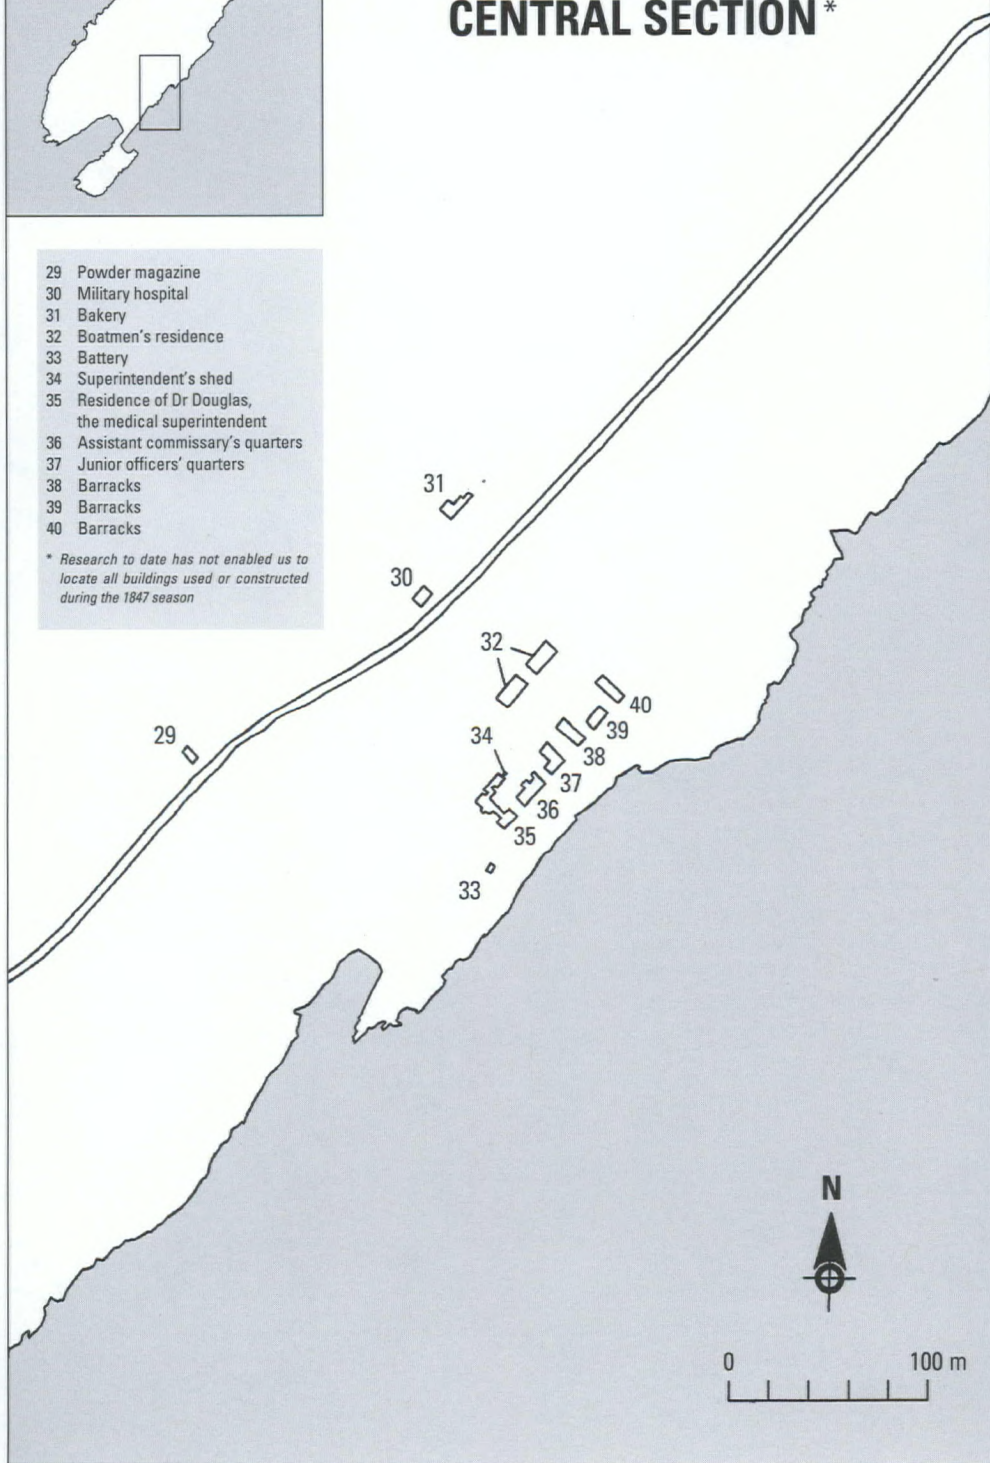 CENTRAL SECTION*
29 Powder magazine
30 Military hospital
31 Bakery
32 Boatmen's residence
33 Battery
34 Superintendent's shed
35 Residence of Dr Douglas,
the medical superintendent
36 Assistant commissary's quarters
37 Junior officers' quarters
38 Barracks
39 Barracks
40 Barracks
* Research to date has not enabled us to
locate all buildings used or constructed
during the 1847 season
31
30
32
40
29
39
34
38
37
36
35
33
N
0 100 m